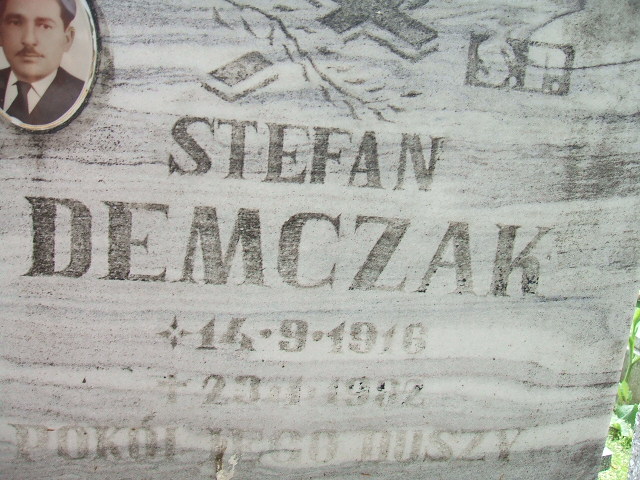 Ś.P.
STEFAN
DEMCZAK
14·9·1916
POKÓJ JEGO DUSZY